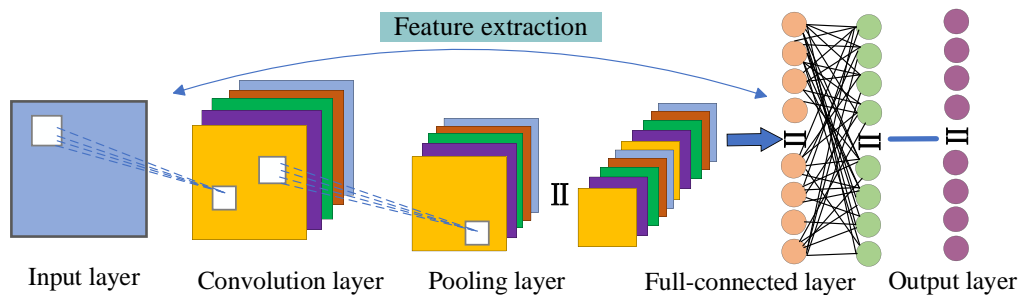 Feature extraction
Input layer
Convolution layer
Pooling layer
Full-connected layer
Output layer